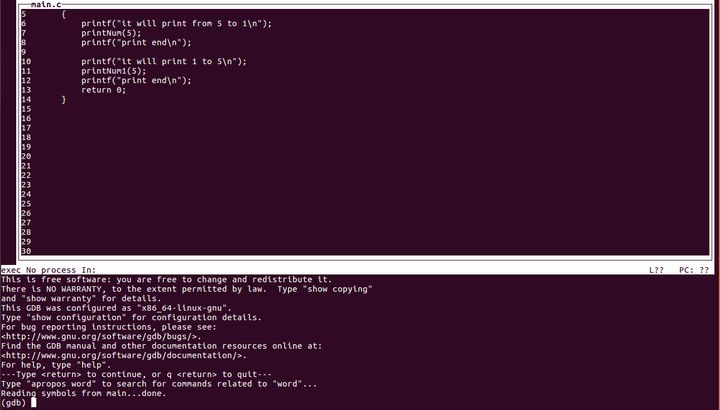 main.c
5 {
6 printf("it will print from 5 to 1\n");
7 printNum(5);
8 printf("print end\n");
9
10 printf("it will print 1 to 5\n");
11 printNum1(5);
12 printf("print end\n");
13 return 0;
14 }
15
16
17
18
19
20
21
22
23
24
25
26
27
28
29
30
exec No process In: L?? PC: ??
This is free software: you are free to change and redistribute it.
There is NO WARRANTY, to the extent permitted by law.  Type "show copying"
and "show warranty" for details.
This GDB was configured as "x86_64-linux-gnu".
Type "show configuration" for configuration details.
For bug reporting instructions, please see:
<http://www.gnu.org/software/gdb/bugs/>.
Find the GDB manual and other documentation resources online at:
<http://www.gnu.org/software/gdb/documentation/>.
For help, type "help".
---Type <return> to continue, or q <return> to quit---
Type "apropos word" to search for commands related to "word"...
Reading symbols from main...done.
(gdb)